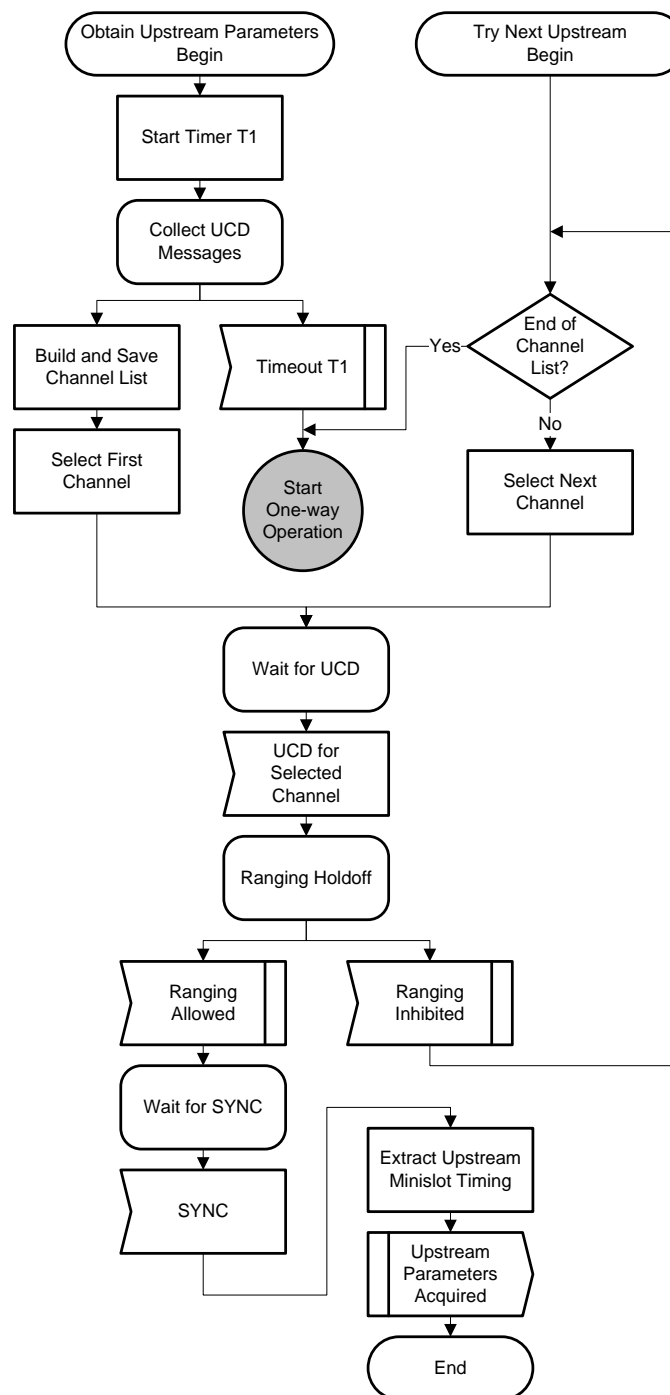 Obtain Upstream Parameters
Begin
Try Next Upstream
Begin
Start Timer T1
Collect UCD
Messages
Build and Save
Channel List
Timeout T1
Yes
End of
Channel
List?
No
Select First
Channel
Start
One-way
Operation
Select Next
Channel
Wait for UCD
UCD for
Selected
Channel
Ranging Holdoff
Ranging
Allowed
Ranging
Inhibited
Wait for SYNC
SYNC
Extract Upstream
Minislot Timing
Upstream
Parameters
Acquired
End